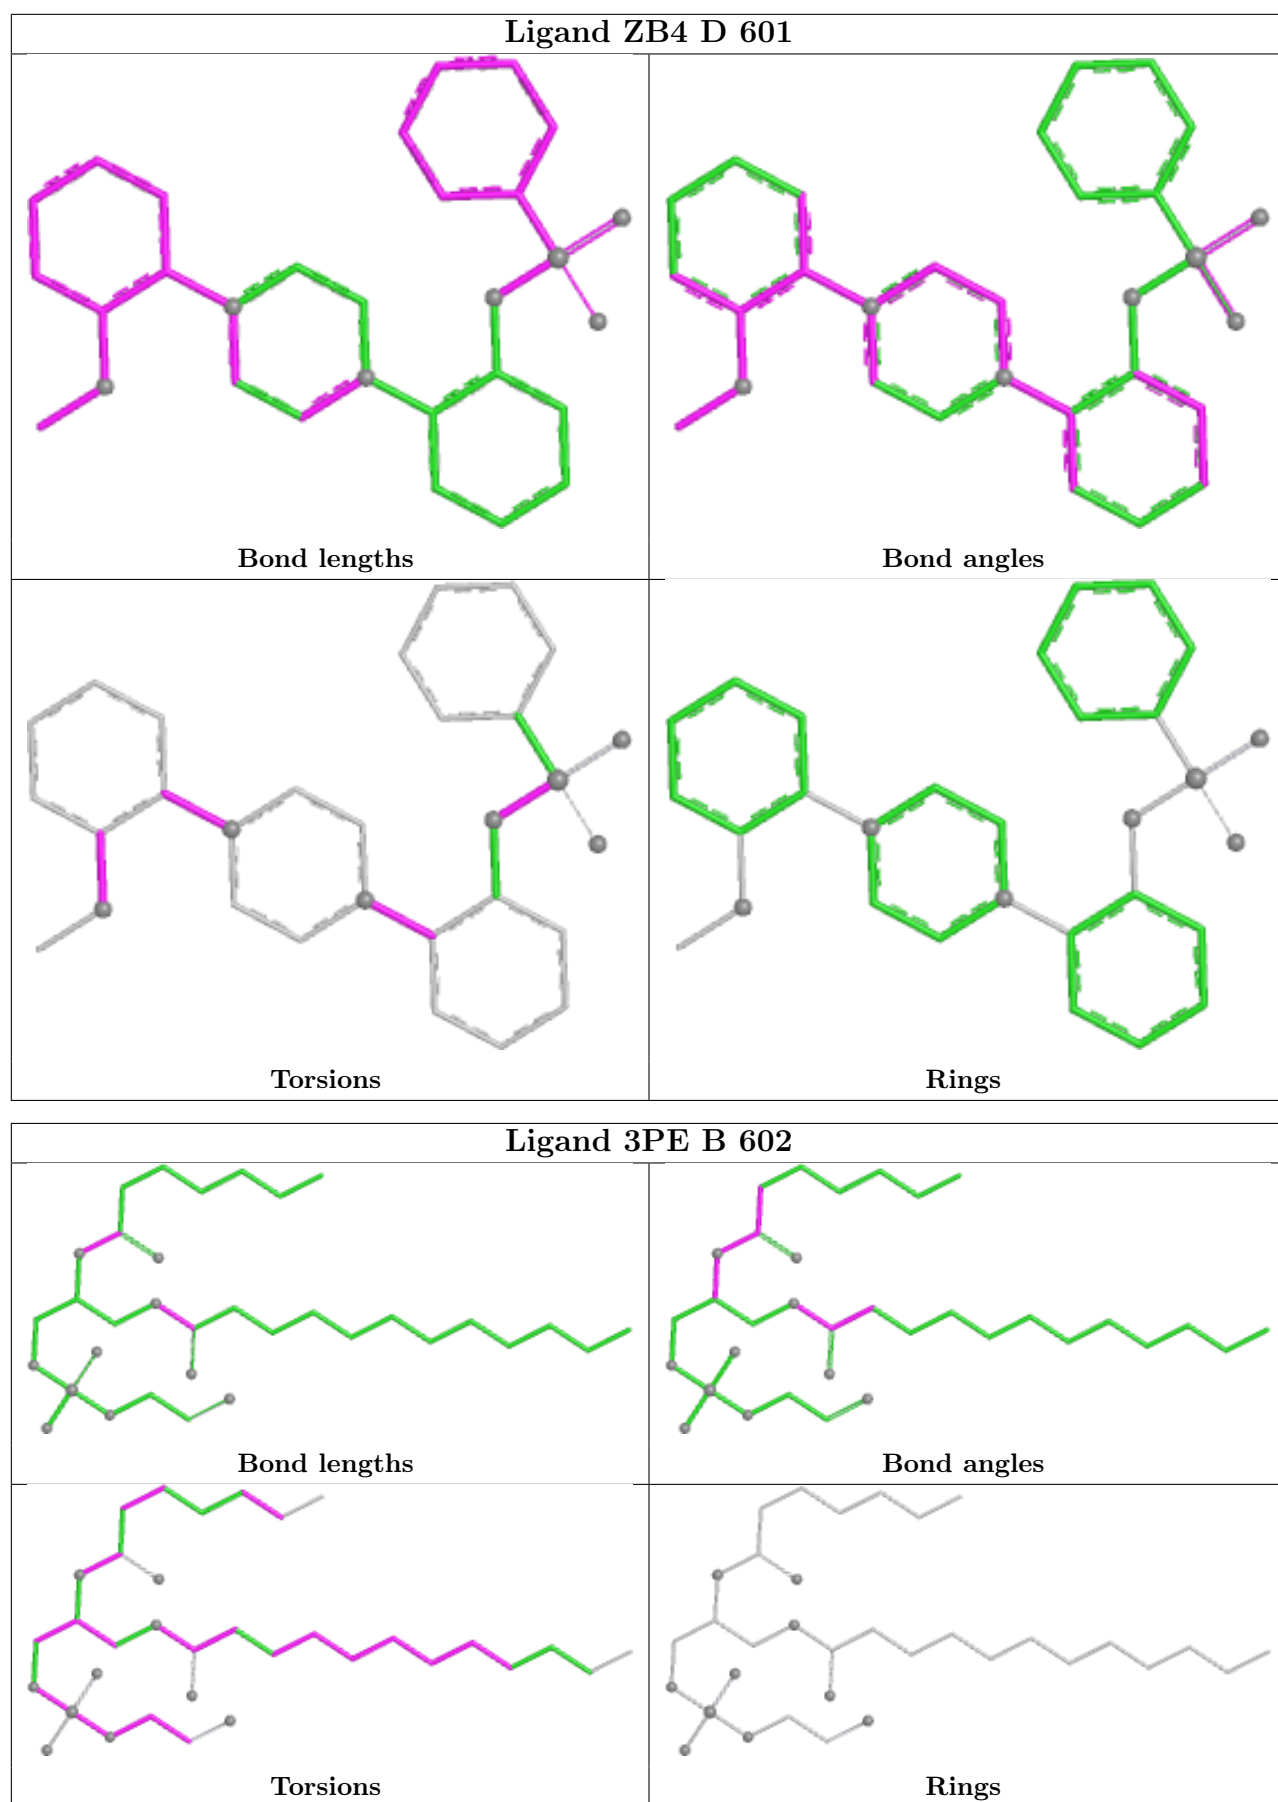 Ligand ZB4 D 601
Bond lengths
Bond angles
Torsions
Rings
Ligand 3PE B 602
Bond lengths
Bond angles
Torsions
Rings